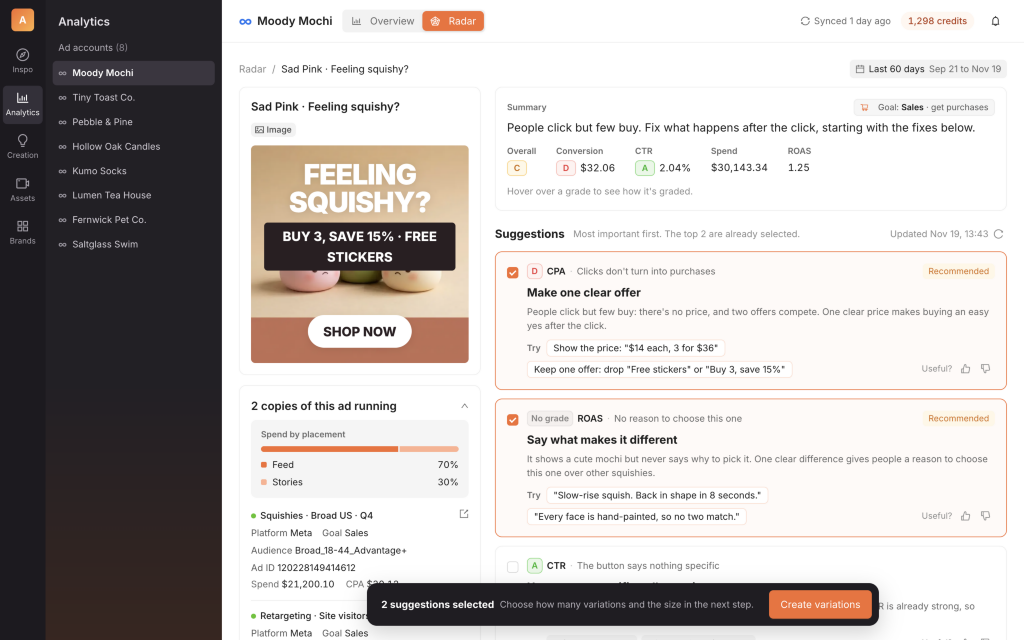 A
Inspo
Analytics
Creation
Assets
Brands
Analytics
Ad accounts (8)
Moody Mochi
Tiny Toast Co.
Pebble & Pine
Hollow Oak Candles
Kumo Socks
Lumen Tea House
Fernwick Pet Co.
Saltglass Swim
Moody Mochi
Overview
Radar
Synced 1 day ago
1,298 credits
Radar / Sad Pink · Feeling squishy?
Last 60 days Sep 21 to Nov 19
Sad Pink · Feeling squishy?
Image
FEELING
SQUISHY?
BUY 3, SAVE 15% · FREE
STICKERS
SHOP NOW
2 copies of this ad running
Spend by placement
Feed 70%
Stories 30%
Squishies · Broad US · Q4
Platform Meta Goal Sales
Audience Broad_18-44_Advantage+
Ad ID 120228149414612
Spend $21,200.10 CPA
Retargeting · Site visitors
Platform Meta Goal Sales
Summary
Goal: Sales · get purchases
People click but few buy. Fix what happens after the click, starting with the fixes below.
Overall Conversion CTR Spend ROAS
C D $32.06 A 2.04% $30,143.34 1.25
Hover over a grade to see how it's graded.
Suggestions Most important first. The top 2 are already selected. Updated Nov 19, 13:43
D CPA · Clicks don't turn into purchases Recommended
Make one clear offer
People click but few buy: there's no price, and two offers compete. One clear price makes buying an easy
yes after the click.
Try Show the price: "$14 each, 3 for $36"
Keep one offer: drop "Free stickers" or "Buy 3, save 15%"
Useful?
No grade ROAS · No reason to choose this one Recommended
Say what makes it different
It shows a cute mochi but never says why to pick it. One clear difference gives people a reason to choose
this one over other squishies.
Try "Slow-rise squish. Back in shape in 8 seconds."
"Every face is hand-painted, so no two match."
Useful?
A CTR · The button says nothing specific
is already strong, so
2 suggestions selected Choose how many variations and the size in the next step. Create variations